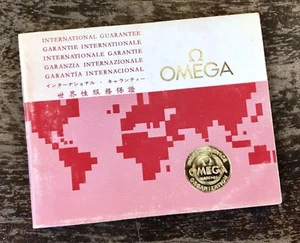 INTERNATIONAL GUARANTEE
GARANTIE INTERNATIONALE
INTERNATIONALE GARANTIE
GARANZIA INTERNAZIONALE
GARANTÍA INTERNACIONAL
インターナショナル・ギャランティー
世界性服務保證
Ω
OMEGA
OMEGA
ORGANIZATION